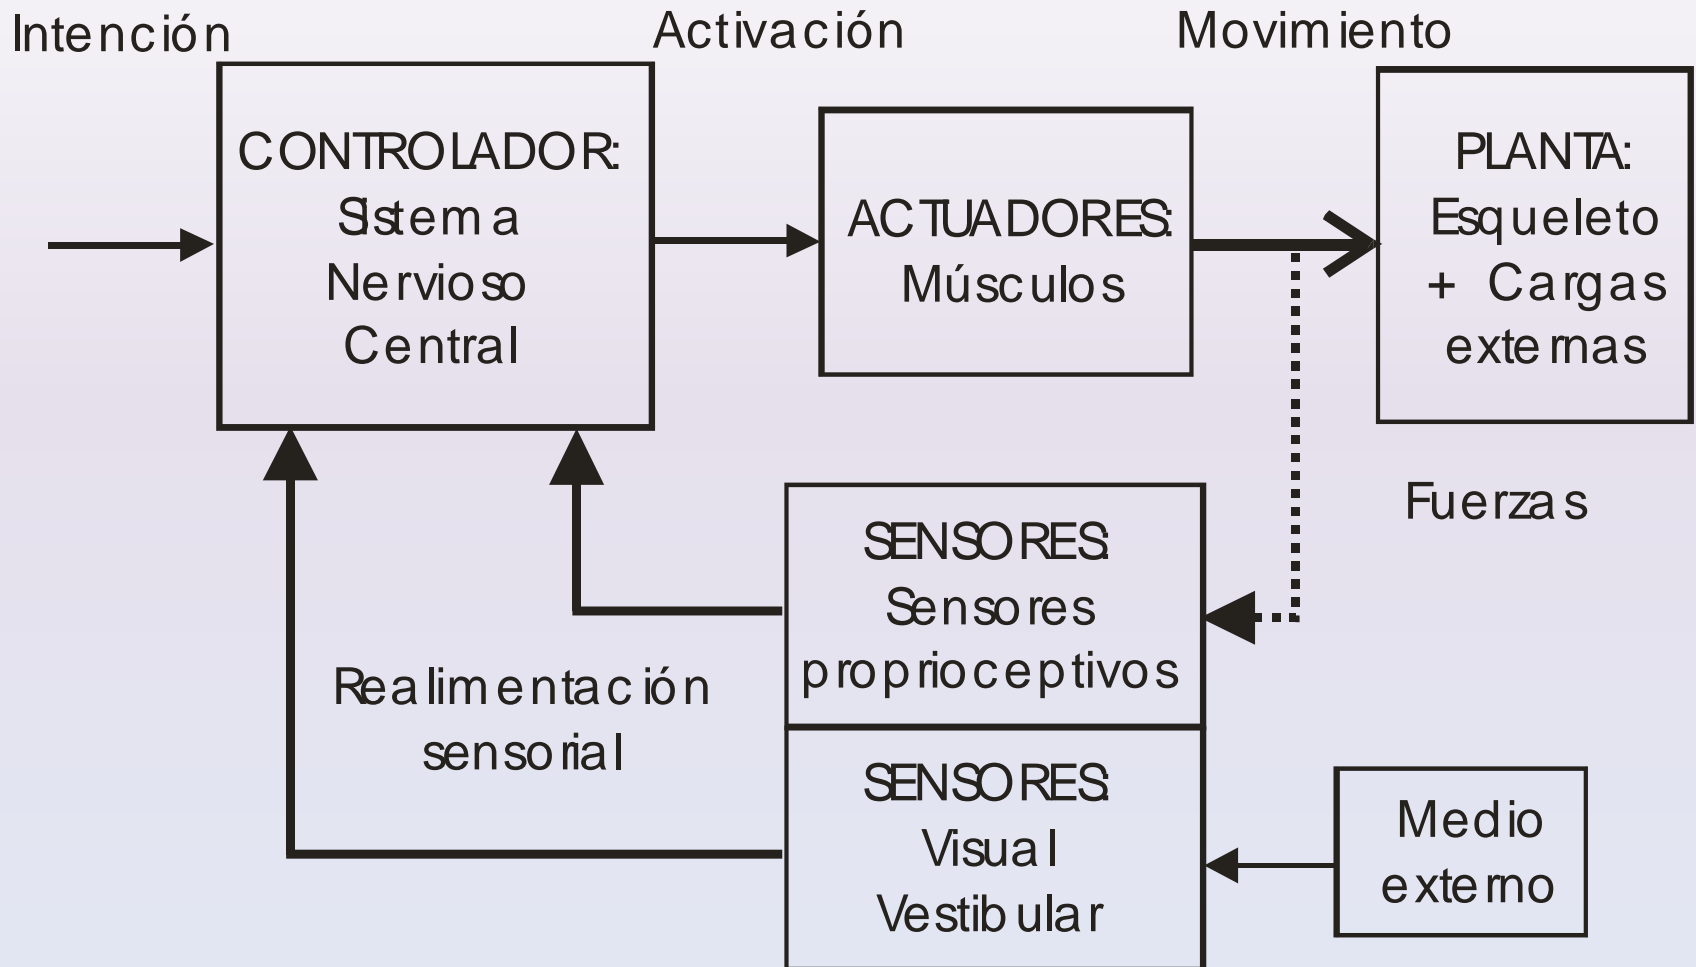 Intención
Activación
Movimiento
CONTROLADOR:
Sistema
Nervioso
Central
ACTUADORES:
Músculos
PLANTA:
Esqueleto
+ Cargas
externas
Fuerzas
SENSORES:
Sensores
proprioceptivos
Realimentación
sensorial
SENSORES:
Visual
Vestibular
Medio
externo